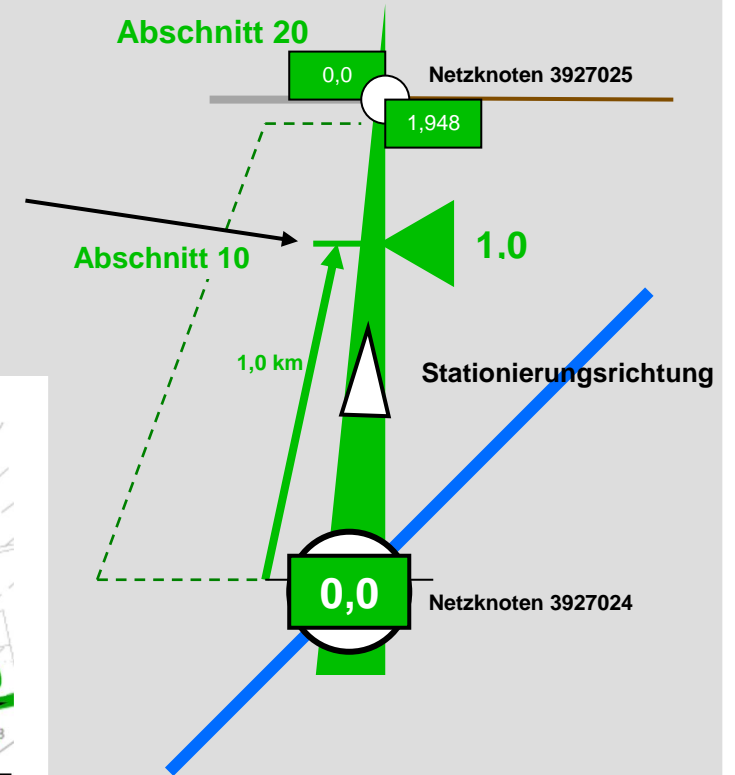 Abschnitt 20
0,0
Netzknoten 3927025
1,948
1.0
Abschnitt 10
1,0 km
Stationierungsrichtung
0,0
Netzknoten 3927024